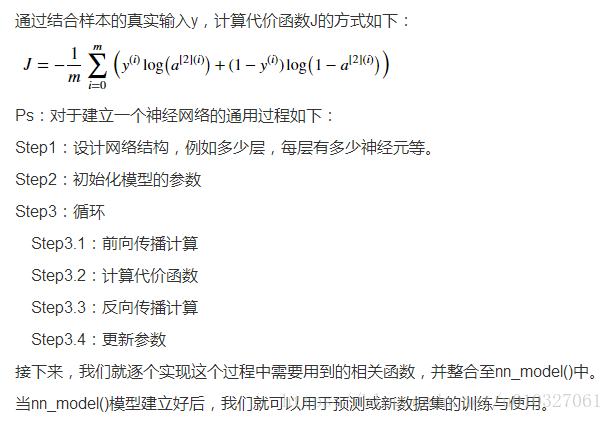 通过结合样本的真实输入y，计算代价函数J的方式如下：
J = −\frac{1}{m} \sum_{i=0}^{m} ( y^{(i)} log( a^{[2](i)} ) + (1 − y^{(i)}) log( 1 − a^{[2](i)} ) )
Ps：对于建立一个神经网络的通用过程如下：
Step1：设计网络结构，例如多少层，每层有多少神经元等。
Step2：初始化模型的参数
Step3：循环
Step3.1：前向传播计算
Step3.2：计算代价函数
Step3.3：反向传播计算
Step3.4：更新参数
接下来，我们就逐个实现这个过程中需要用到的相关函数，并整合至nn_model()中。
当nn_model()模型建立好后，我们就可以用于预测或新数据集的训练与使用。